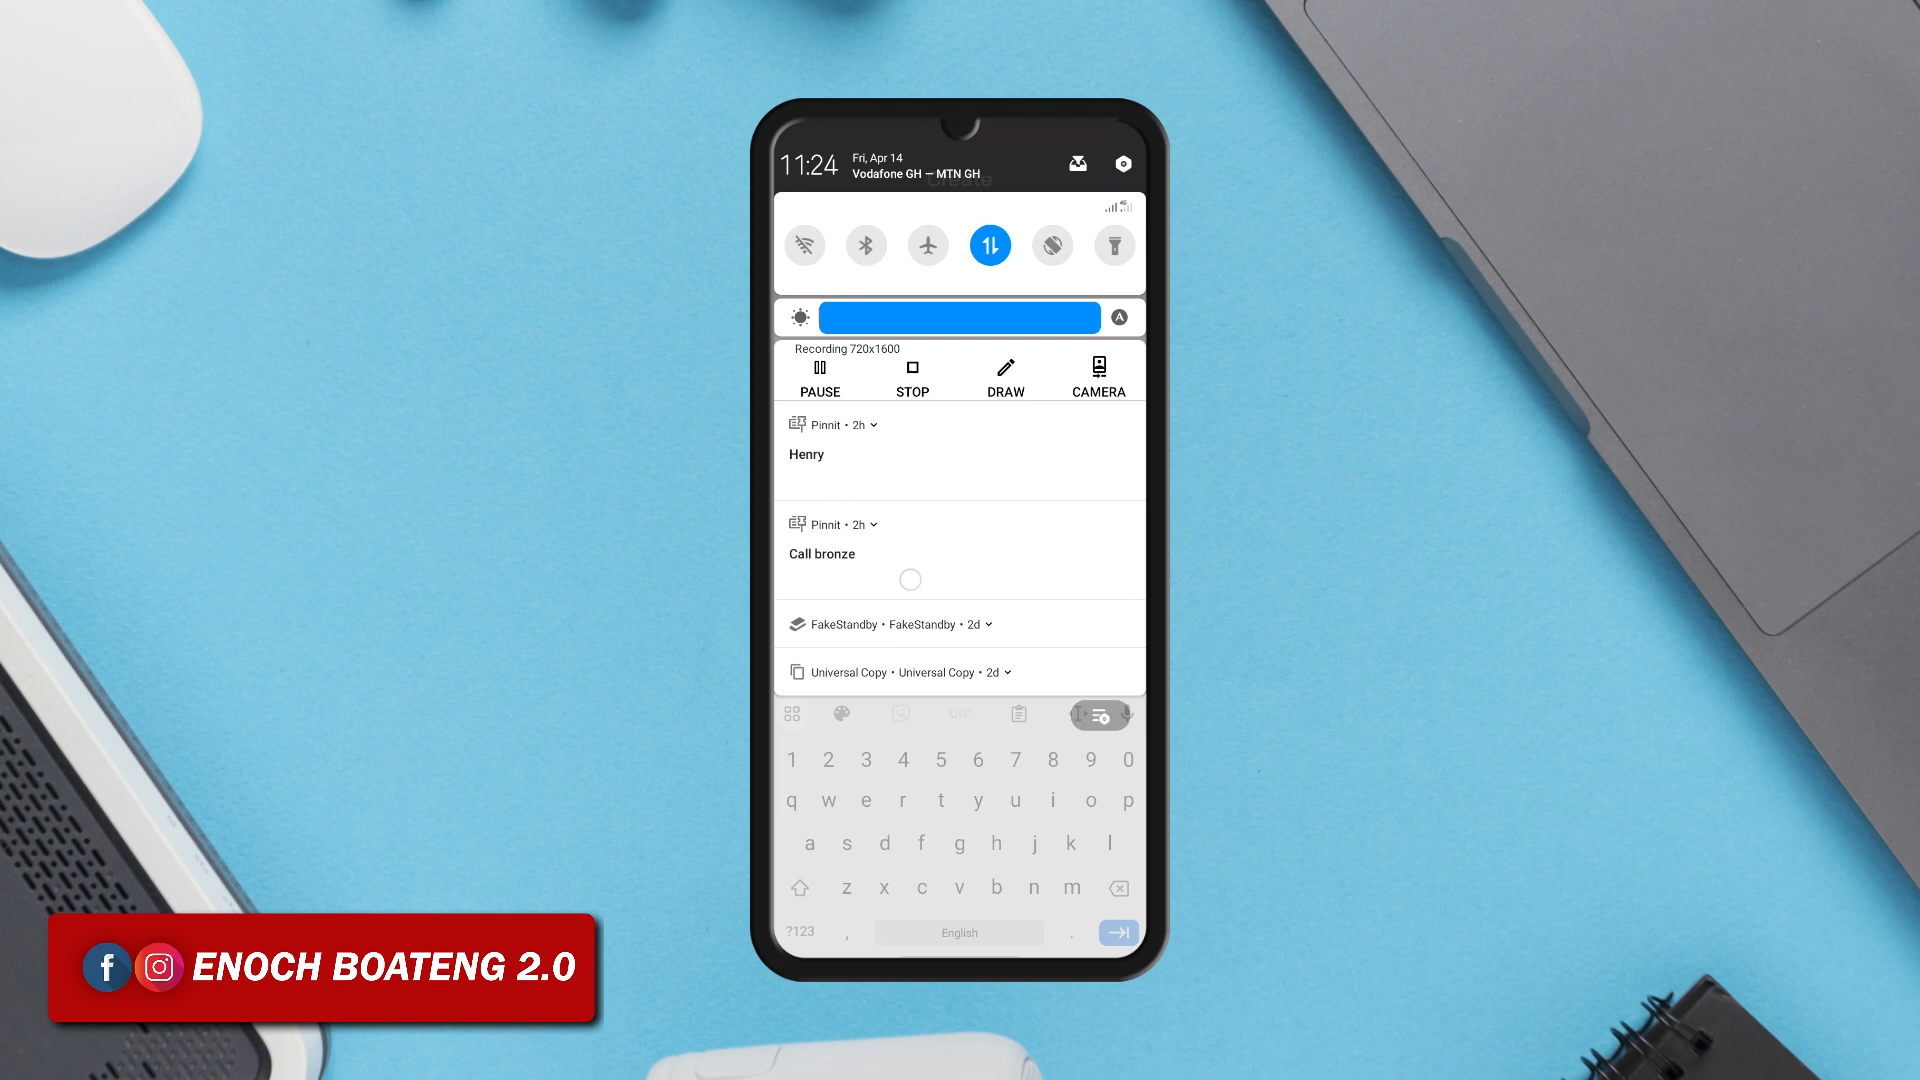 11:24
Fri, Apr 14
Vodafone GH — MTN GH
Create
4G
A
Recording 720x1600
PAUSE STOP DRAW CAMERA
Pinnit • 2h
Henry
Pinnit • 2h
Call bronze
FakeStandby • FakeStandby • 2d
Universal Copy • Universal Copy • 2d
GIF
1 2 3 4 5 6 7 8 9 0
q w e r t y u i o p
a s d f g h j k l
z x c v b n m
?123 , English .
f ENOCH BOATENG 2.0